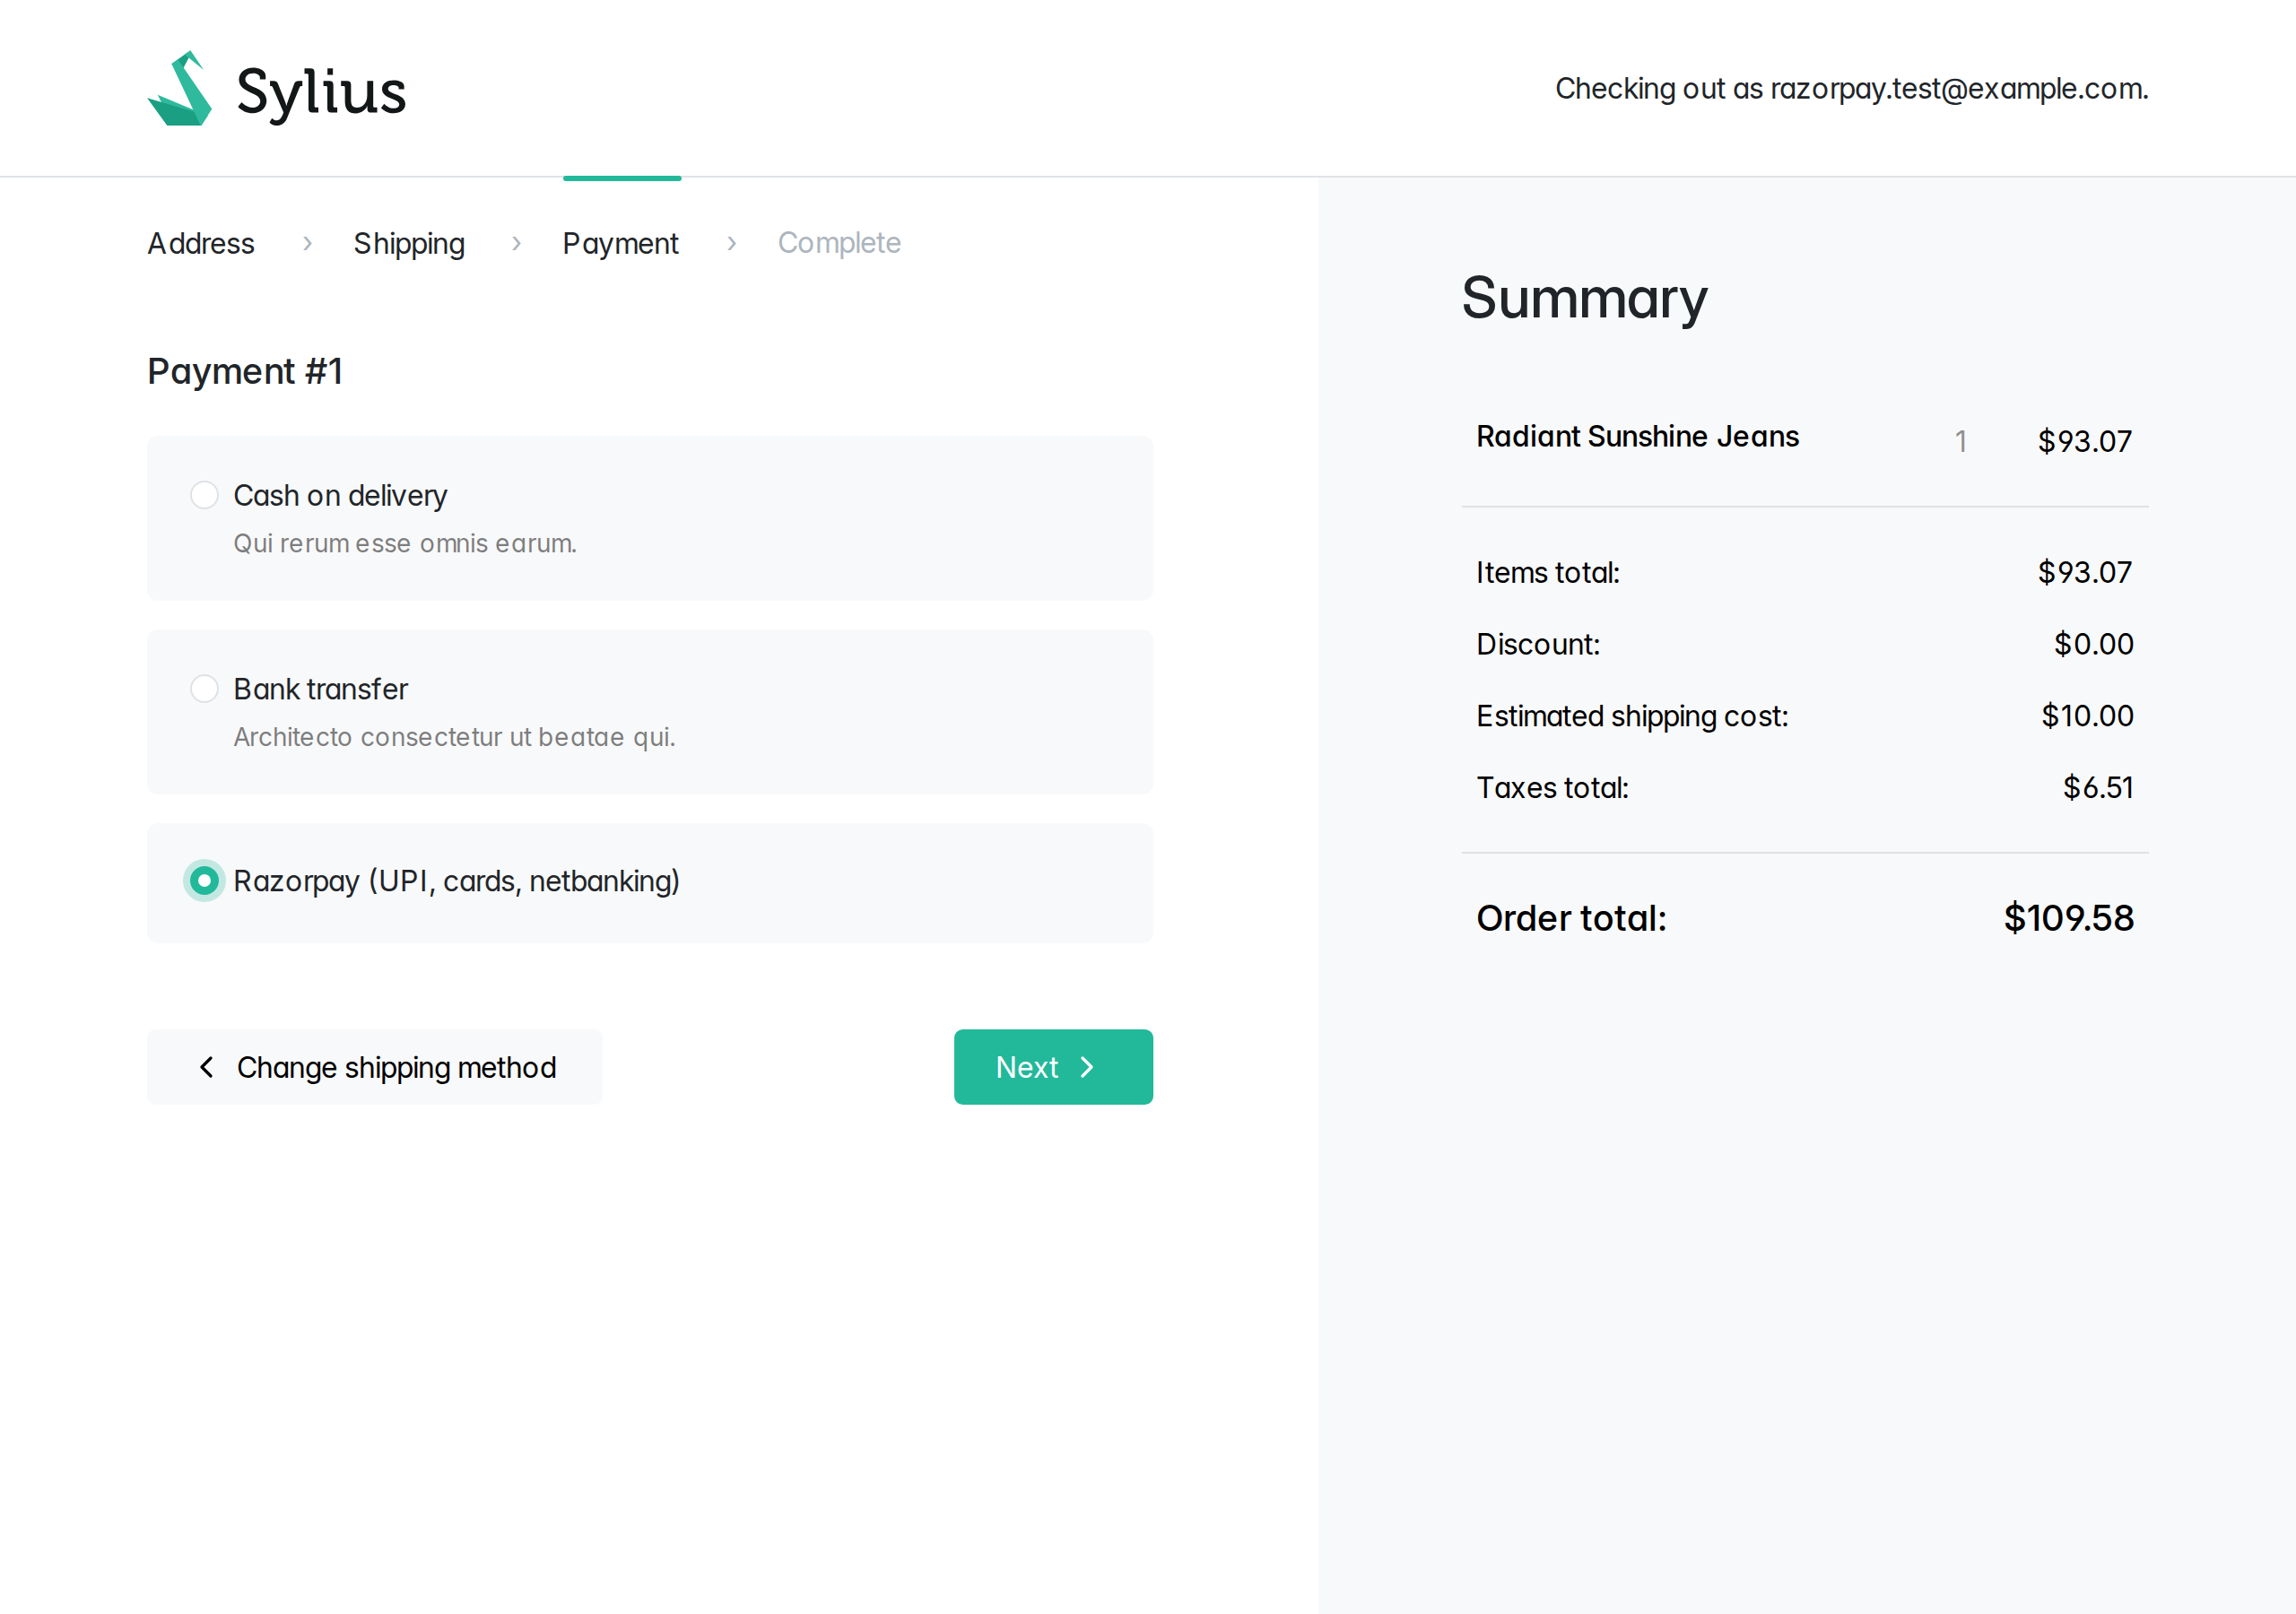 Sylius
Checking out as razorpay.test@example.com.
Address › Shipping › Payment › Complete
Payment #1
Cash on delivery
Qui rerum esse omnis earum.
Bank transfer
Architecto consectetur ut beatae qui.
Razorpay (UPI, cards, netbanking)
Change shipping method
Next
Summary
Radiant Sunshine Jeans 1 $93.07
Items total: $93.07
Discount: $0.00
Estimated shipping cost: $10.00
Taxes total: $6.51
Order total: $109.58